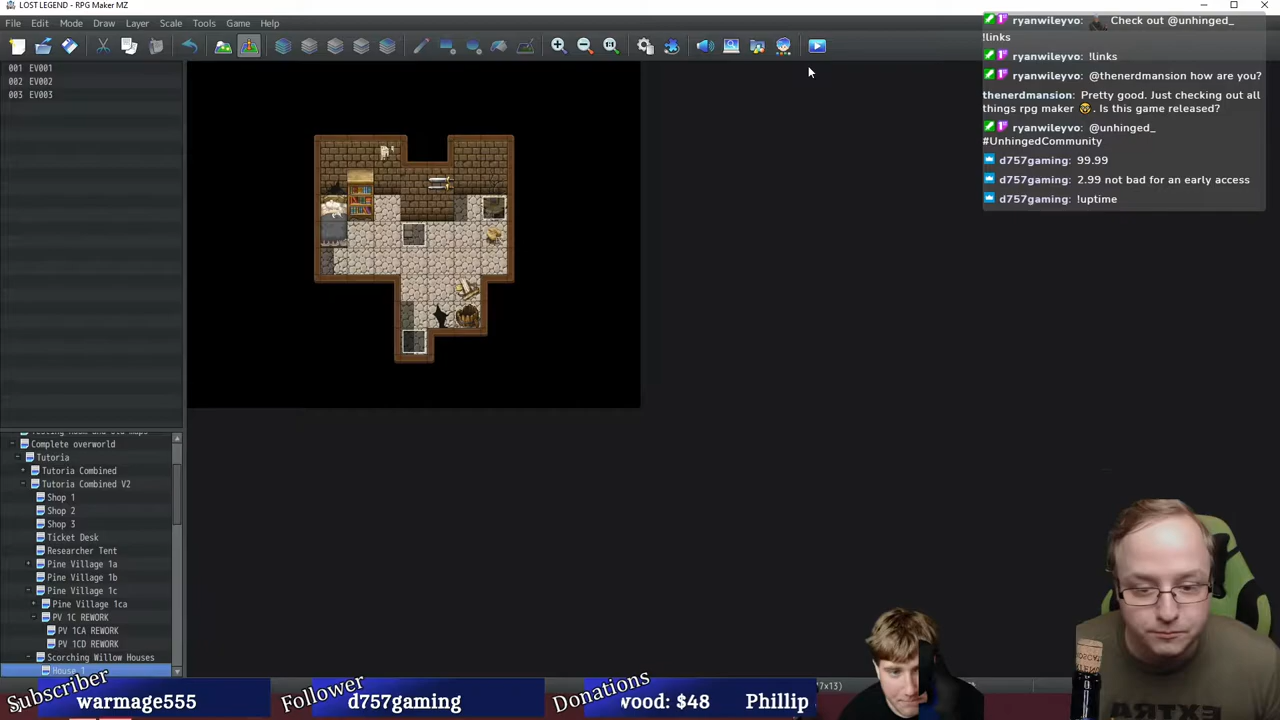 LOST LEGEND - RPG Maker MZ
File Edit Mode Draw Layer Scale Tools Game Help
001 EV001
002 EV002
003 EV003
Complete overworld
Tutoria
Tutoria Combined
Tutoria Combined V2
Shop 1
Shop 2
Shop 3
Ticket Desk
Researcher Tent
Pine Village 1a
Pine Village 1b
Pine Village 1c
Pine Village 1ca
PV 1C REWORK
PV 1CA REWORK
PV 1CD REWORK
Scorching Willow Houses
House 1
ryanwileyvo: Check out @unhinged_
!links
ryanwileyvo: !links
ryanwileyvo: @thenerdmansion how are you?
thenerdmansion: Pretty good. Just checking out all
things rpg maker 🤓. Is this game released?
ryanwileyvo: @unhinged_
#UnhingedCommunity
d757gaming: 99.99
d757gaming: 2.99 not bad for an early access
d757gaming: !uptime
Subscriber
warmage555
Follower
d757gaming
Donations
wood: $48 Phillip
EXTRA